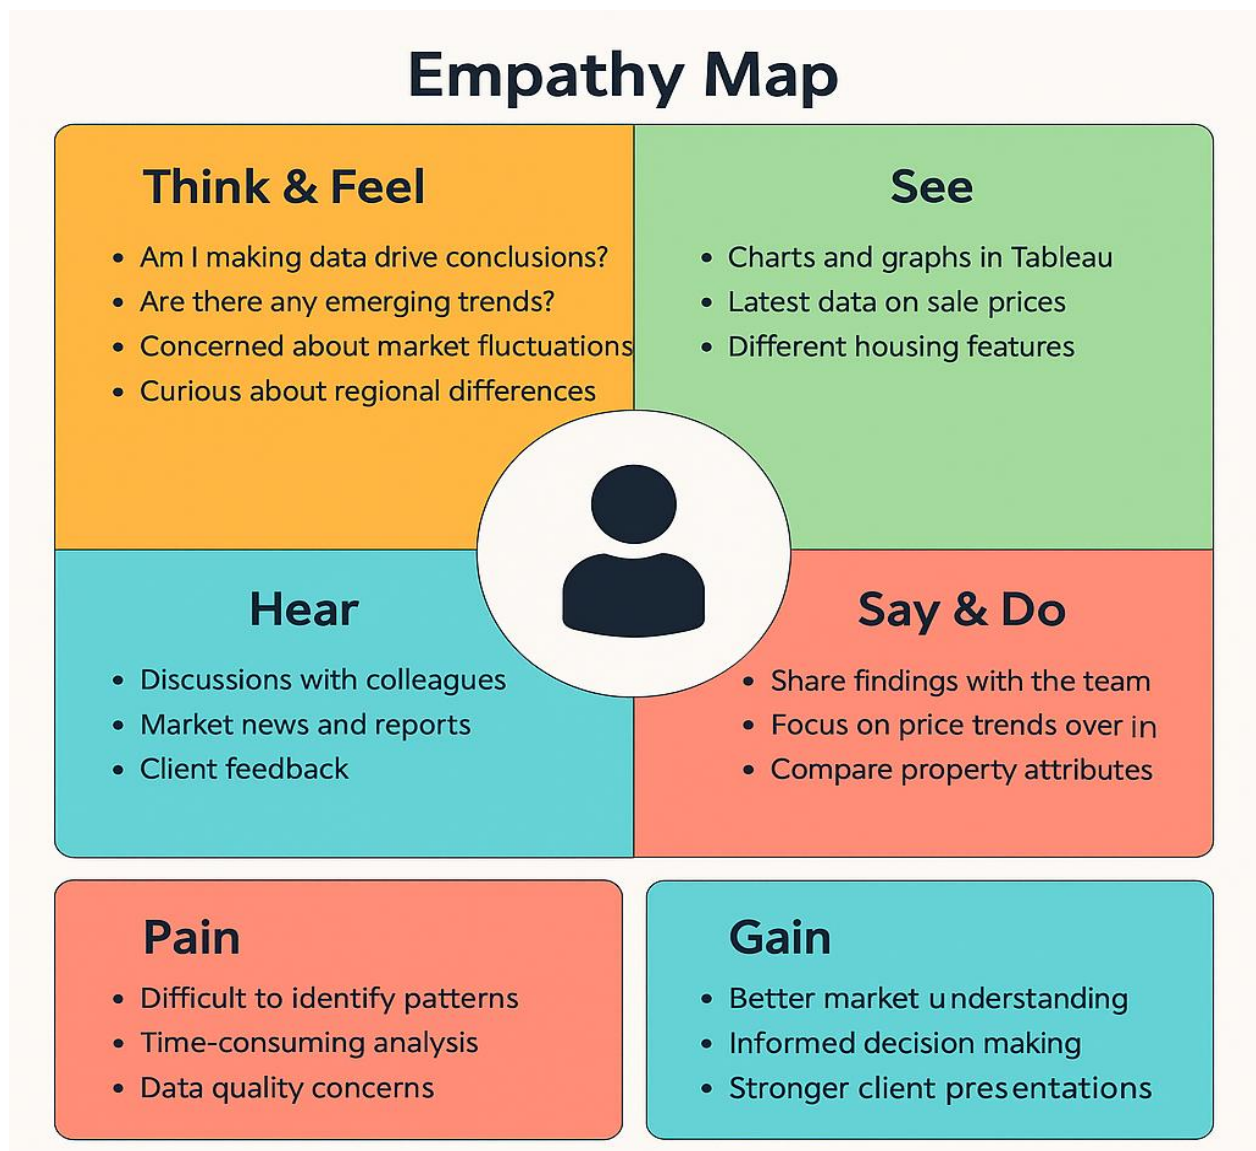 Empathy Map
Think & Feel
• Am I making data drive conclusions?
• Are there any emerging trends?
• Concerned about market fluctuations
• Curious about regional differences
See
• Charts and graphs in Tableau
• Latest data on sale prices
• Different housing features
Hear
• Discussions with colleagues
• Market news and reports
• Client feedback
Say & Do
• Share findings with the team
• Focus on price trends over in
• Compare property attributes
Pain
• Difficult to identify patterns
• Time-consuming analysis
• Data quality concerns
Gain
• Better market understanding
• Informed decision making
• Stronger client presentations